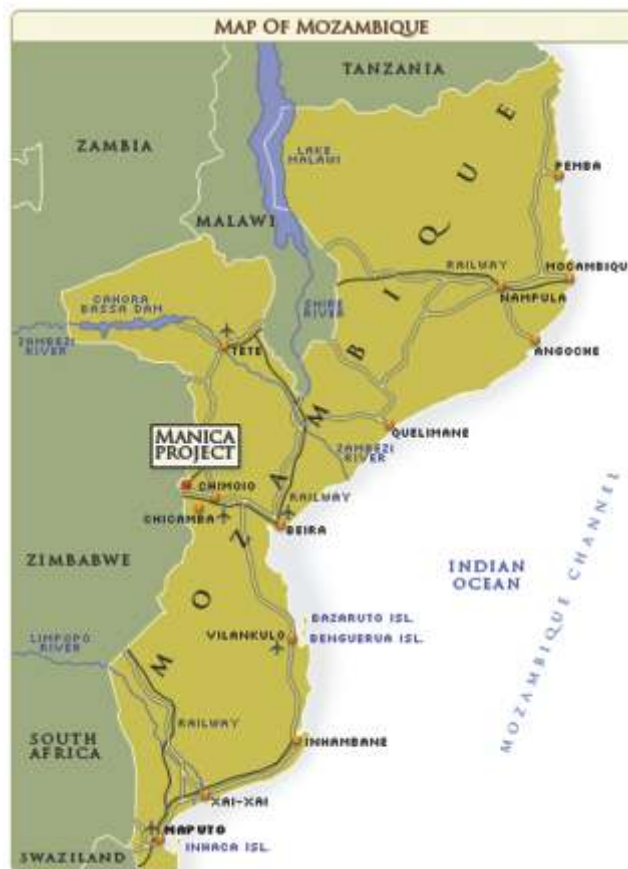 MAP OF MOZAMBIQUE
TANZANIA
ZAMBIA
LAKE
MALAWI
PEMBA
MALAWI
MOZAMBIQUE
RAILWAY
MOCAMBIQUE
NAMPULA
CAHORA
BASSA DAM
SHIRE
RIVER
ZAMBEZI
RIVER
TETE
ANGOCHE
QUELIMANE
MANICA
PROJECT
ZAMBEZI
RIVER
CHIMOIO
RAILWAY
CHICAMBA
BEIRA
ZIMBABWE
INDIAN
OCEAN
MOZAMBIQUE CHANNEL
BAZARUTO ISL.
VILANKULO
BENGUERUA ISL.
LIMPOPO
RIVER
RAILWAY
SOUTH
AFRICA
INHAMBANE
XAI-XAI
MAPUTO
INHACA ISL.
SWAZILAND